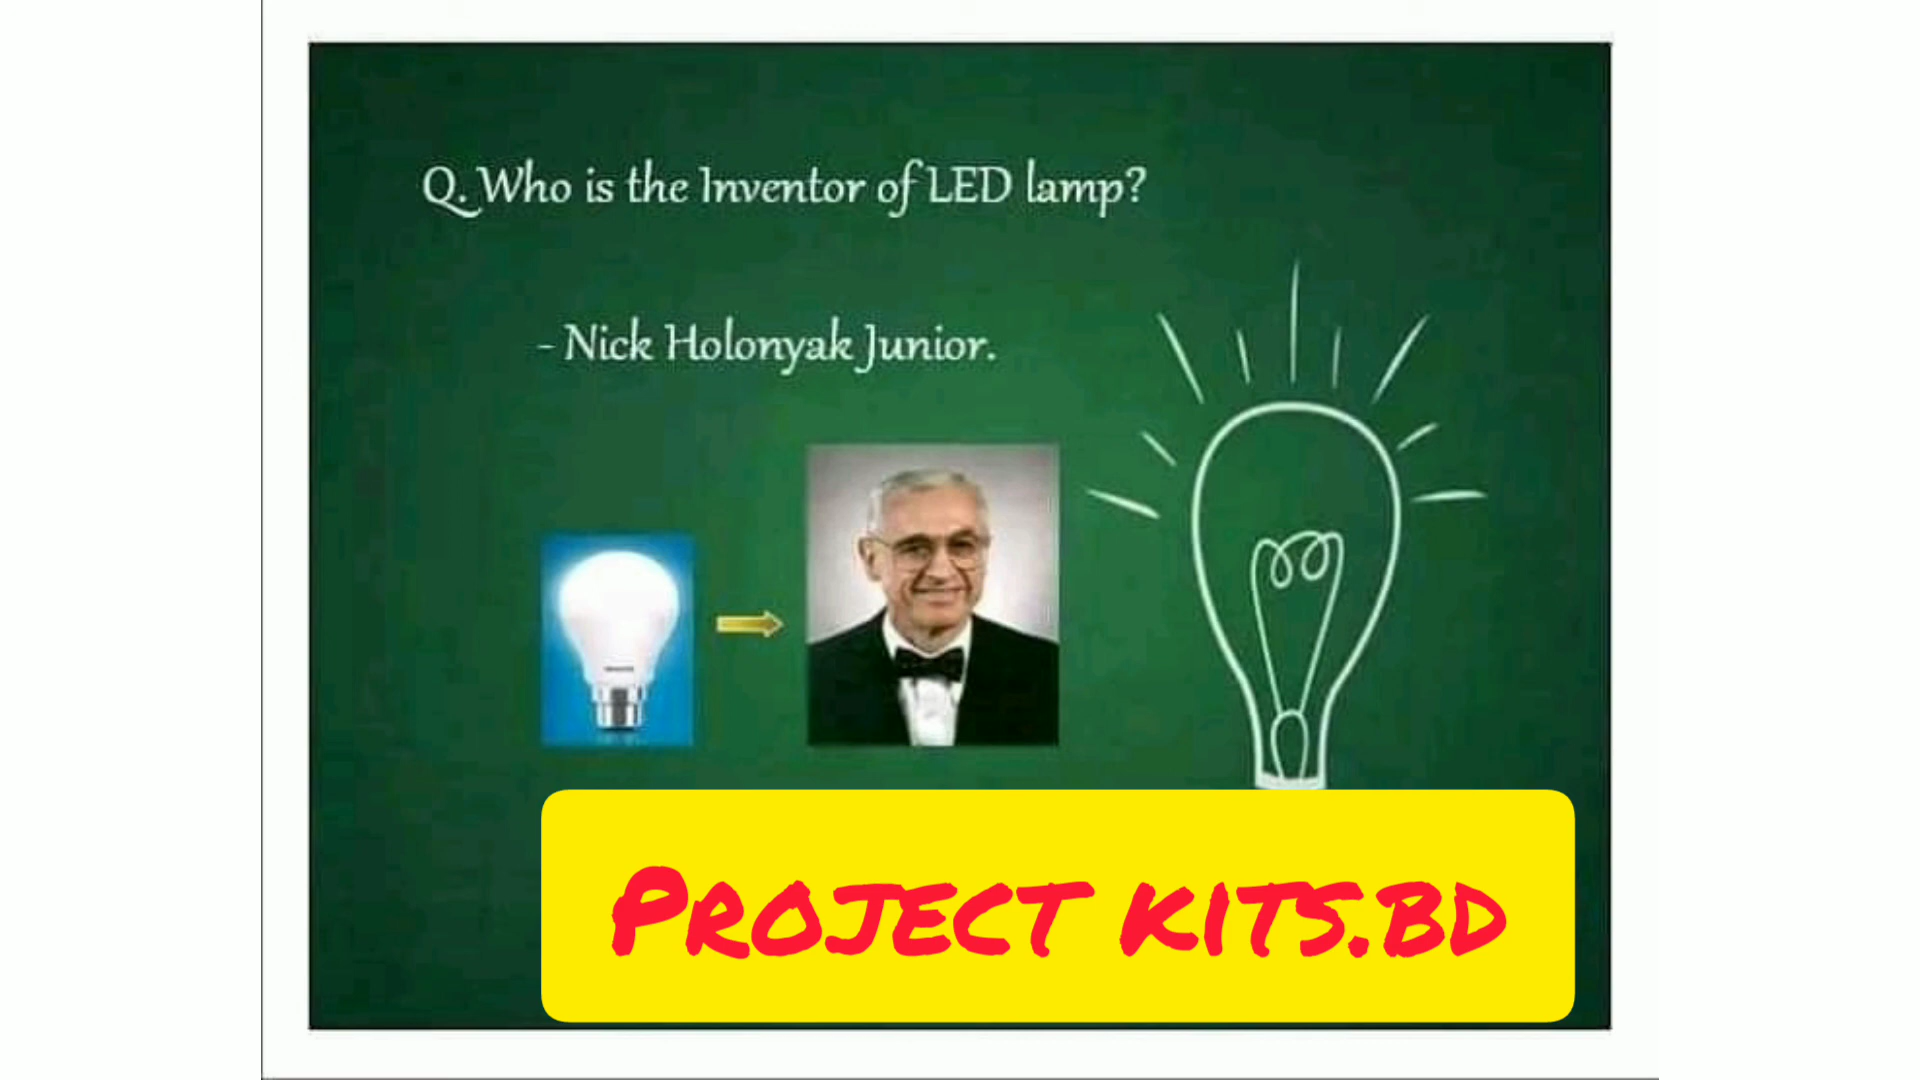 Q. Who is the Inventor of LED lamp?
- Nick Holonyak Junior.
PROJECT KITS.BD